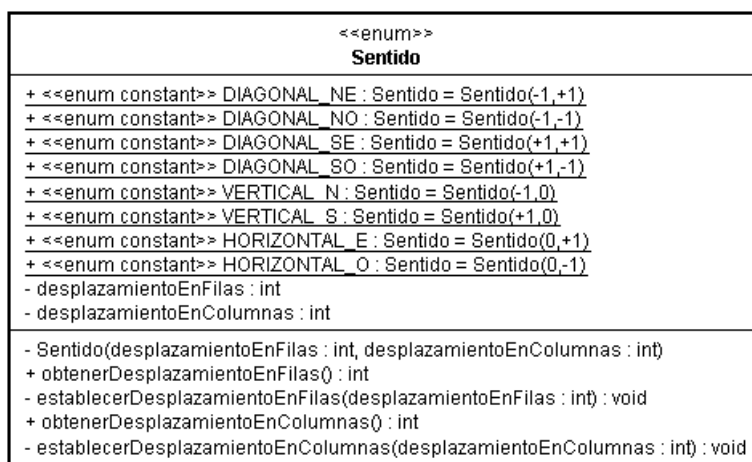 <<enum>>
Sentido
+ <<enum constant>> DIAGONAL_NE : Sentido = Sentido(-1,+1)
+ <<enum constant>> DIAGONAL_NO : Sentido = Sentido(-1,-1)
+ <<enum constant>> DIAGONAL_SE : Sentido = Sentido(+1,+1)
+ <<enum constant>> DIAGONAL_SO : Sentido = Sentido(+1,-1)
+ <<enum constant>> VERTICAL_N : Sentido = Sentido(-1,0)
+ <<enum constant>> VERTICAL_S : Sentido = Sentido(+1,0)
+ <<enum constant>> HORIZONTAL_E : Sentido = Sentido(0,+1)
+ <<enum constant>> HORIZONTAL_O : Sentido = Sentido(0,-1)
- desplazamientoEnFilas : int
- desplazamientoEnColumnas : int
- Sentido(desplazamientoEnFilas : int, desplazamientoEnColumnas : int)
+ obtenerDesplazamientoEnFilas() : int
- establecerDesplazamientoEnFilas(desplazamientoEnFilas : int) : void
+ obtenerDesplazamientoEnColumnas() : int
- establecerDesplazamientoEnColumnas(desplazamientoEnColumnas : int) : void